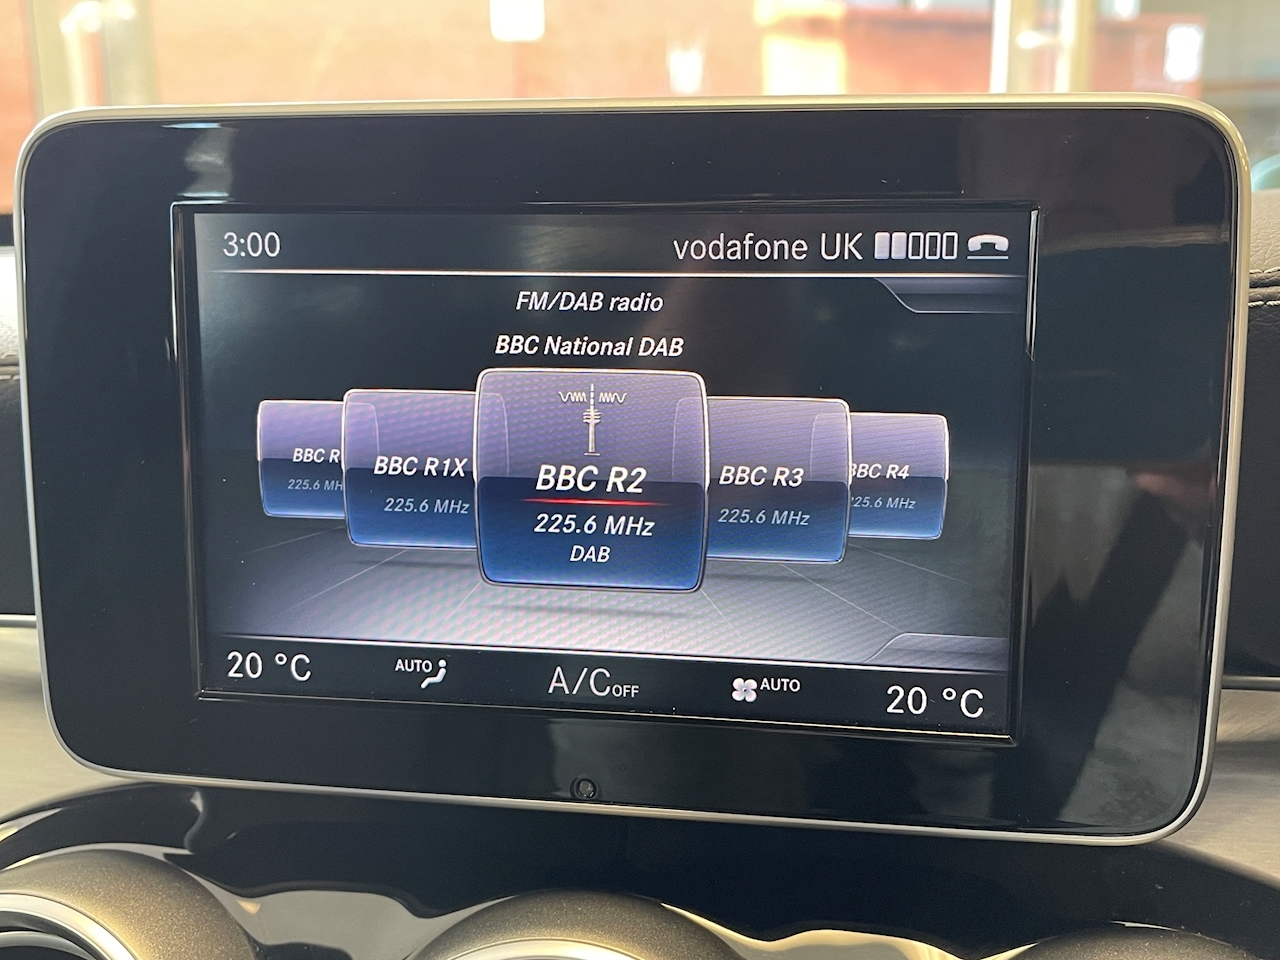 3:00 vodafone UK
FM/DAB radio
BBC National DAB
BBC R
225.6 MH
BBC R1X
225.6 MHz
BBC R2
225.6 MHz
DAB
BBC R3
225.6 MHz
BBC R4
225.6 MHz
20 °C AUTO A/C OFF AUTO 20 °C